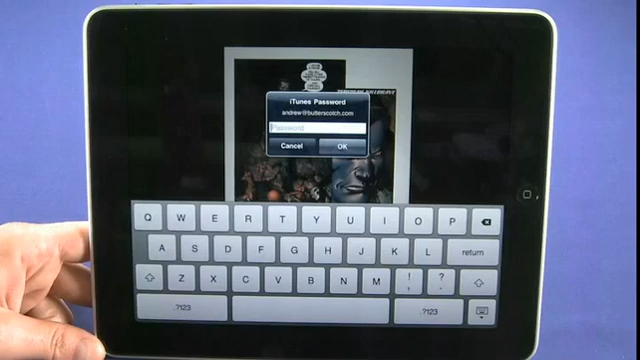 iTunes Password
andrew@butterscotch.com
Password
Cancel OK
Q W E R T Y U I O P
A S D F G H J K L return
Z X C V B N M ! , ? .
.?123 .?123